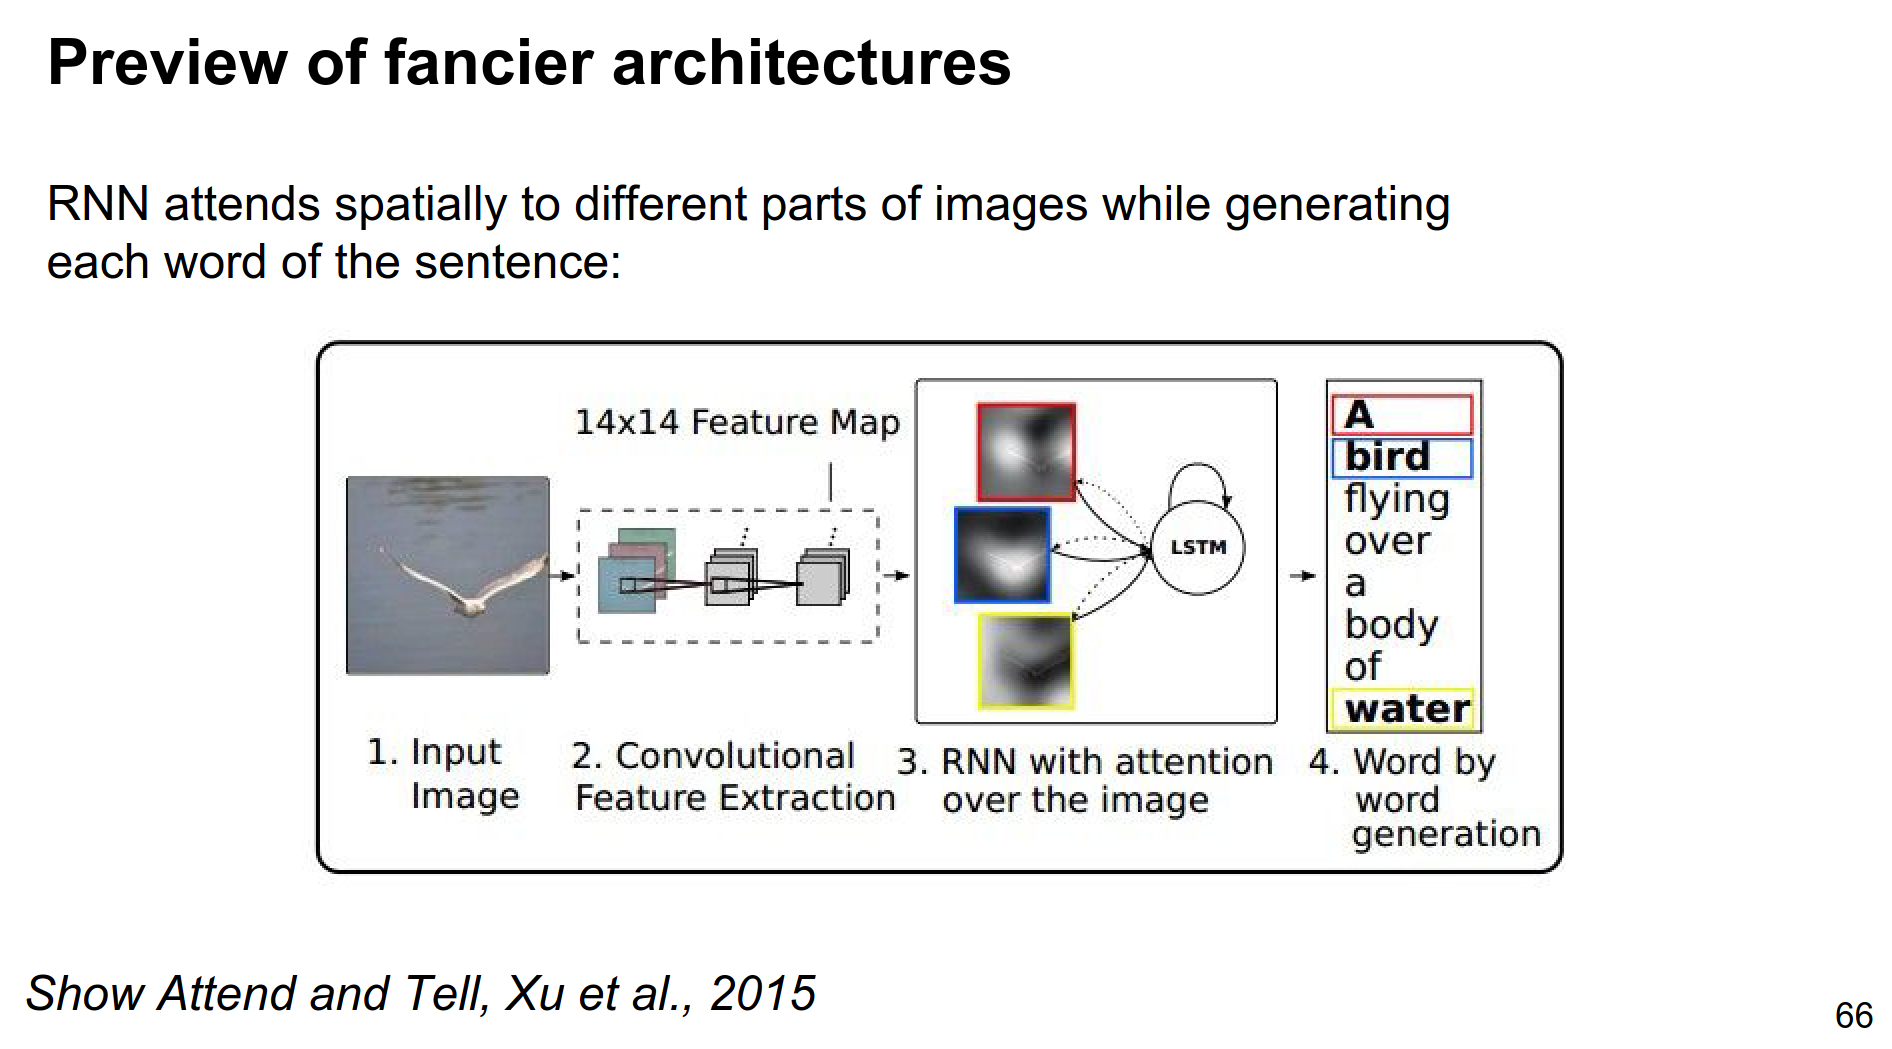 Preview of fancier architectures
RNN attends spatially to different parts of images while generating
each word of the sentence:
14x14 Feature Map
LSTM
A
bird
flying
over
a
body
of
water
1. Input
Image
2. Convolutional
Feature Extraction
3. RNN with attention
over the image
4. Word by
word
generation
Show Attend and Tell, Xu et al., 2015
66